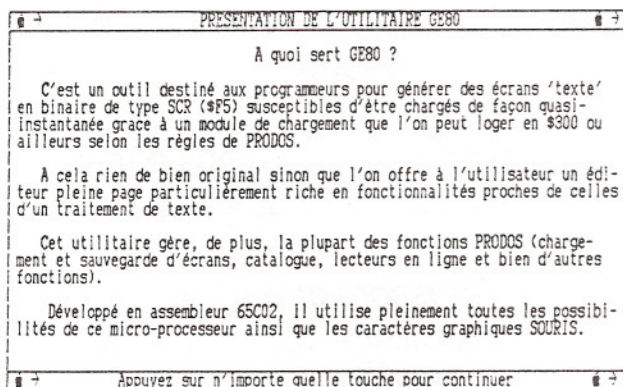 PRESENTATION DE L'UTILITAIRE GE80
A quoi sert GE80 ?
C'est un outil destiné aux programmeurs pour générer des écrans 'texte'
en binaire de type SCR ($F5) susceptibles d'être chargés de façon quasi-
instantanée grace à un module de chargement que l'on peut loger en $300 ou
ailleurs selon les règles de PRODOS.
A cela rien de bien original sinon que l'on offre à l'utilisateur un édi-
teur pleine page particulièrement riche en fonctionnalités proches de celles
d'un traitement de texte.
Cet utilitaire gère, de plus, la plupart des fonctions PRODOS (charge-
ment et sauvegarde d'écrans, catalogue, lecteurs en ligne et bien d'autres
fonctions).
Développé en assembleur 65C02, il utilise pleinement toutes les possibi-
lités de ce micro-processeur ainsi que les caractères graphiques SOURIS.
Appuyez sur n'importe quelle touche pour continuer